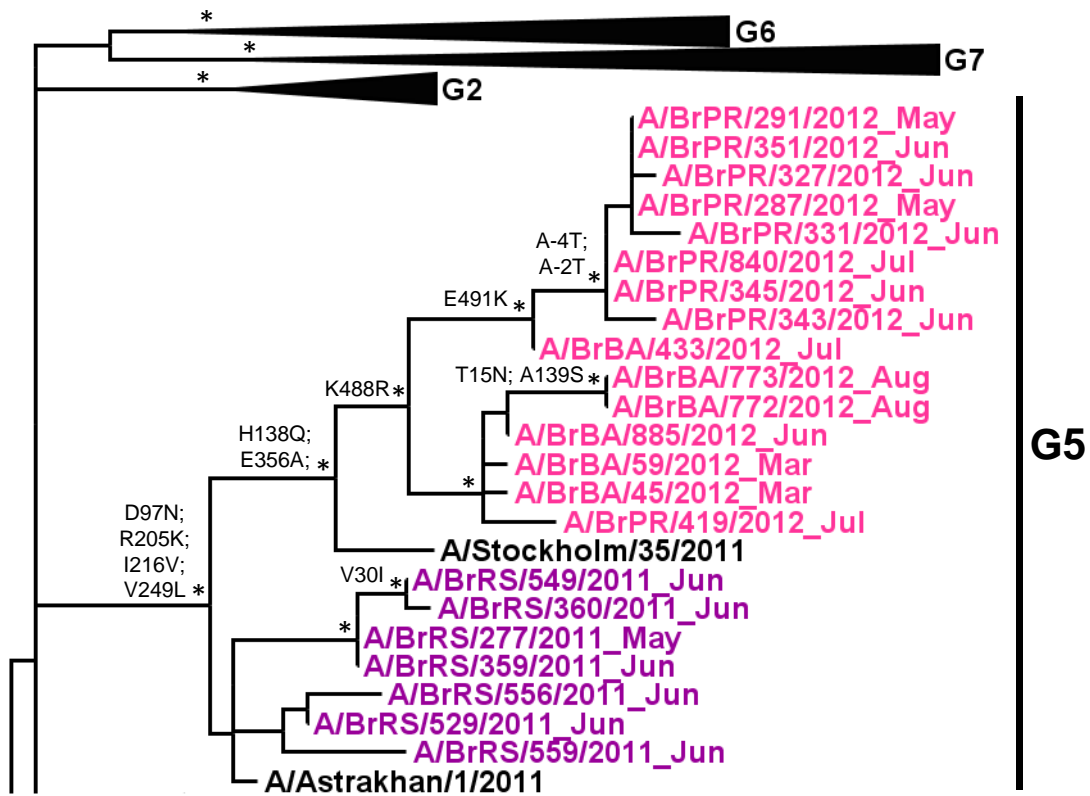 * G6
* G7
* G2
A/BrPR/291/2012_May
A/BrPR/351/2012_Jun
A/BrPR/327/2012_Jun
A/BrPR/287/2012_May
A/BrPR/331/2012_Jun
A-4T;
A-2T *
A/BrPR/840/2012_Jul
A/BrPR/345/2012_Jun
E491K *
A/BrPR/343/2012_Jun
A/BrBA/433/2012_Jul
T15N; A139S * A/BrBA/773/2012_Aug
K488R *
A/BrBA/772/2012_Aug
A/BrBA/885/2012_Jun
H138Q;
E356A; *
G5
A/BrBA/59/2012_Mar
*
A/BrBA/45/2012_Mar
A/BrPR/419/2012_Jul
D97N;
R205K;
I216V;
V249L *
A/Stockholm/35/2011
V30I * A/BrRS/549/2011_Jun
A/BrRS/360/2011_Jun
*
A/BrRS/277/2011_May
A/BrRS/359/2011_Jun
A/BrRS/556/2011_Jun
A/BrRS/529/2011_Jun
A/BrRS/559/2011_Jun
A/Astrakhan/1/2011